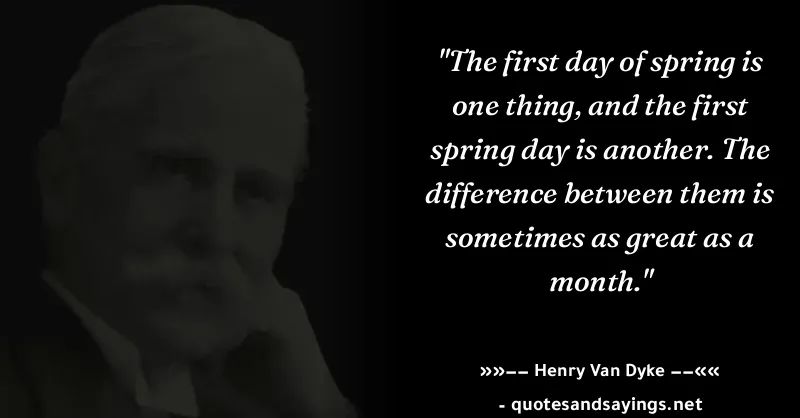 "The first day of spring is
one thing, and the first
spring day is another. The
difference between them is
sometimes as great as a
month."
»»−− Henry Van Dyke −−««
- quotesandsayings.net